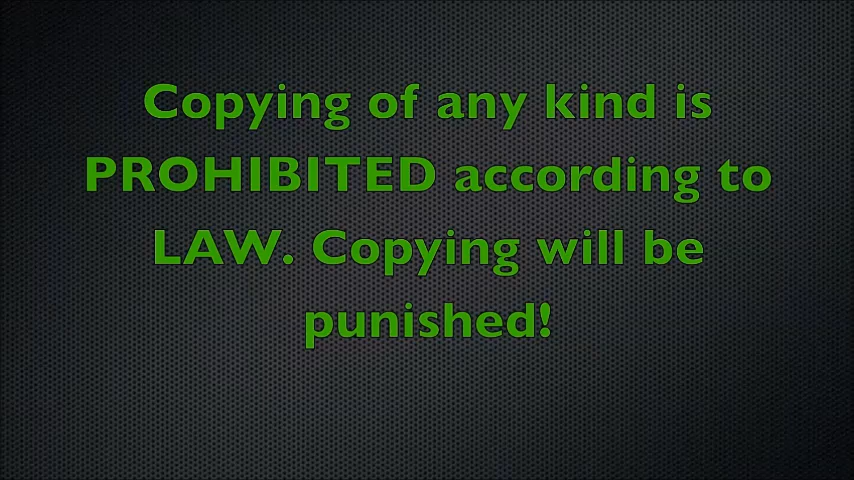 Copying of any kind is
PROHIBITED according to
LAW. Copying will be
punished!